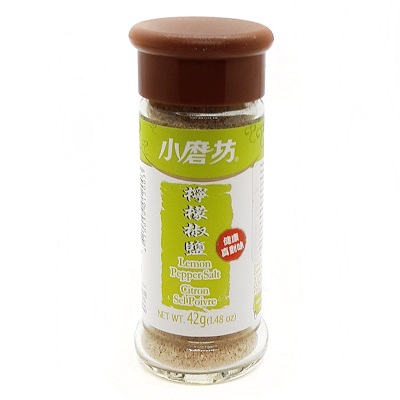 小磨坊®
檸檬椒鹽
健康
真對味
Lemon
Pepper Salt
Citron
Sel Poivre
NET WT. 42g (1.48 oz)